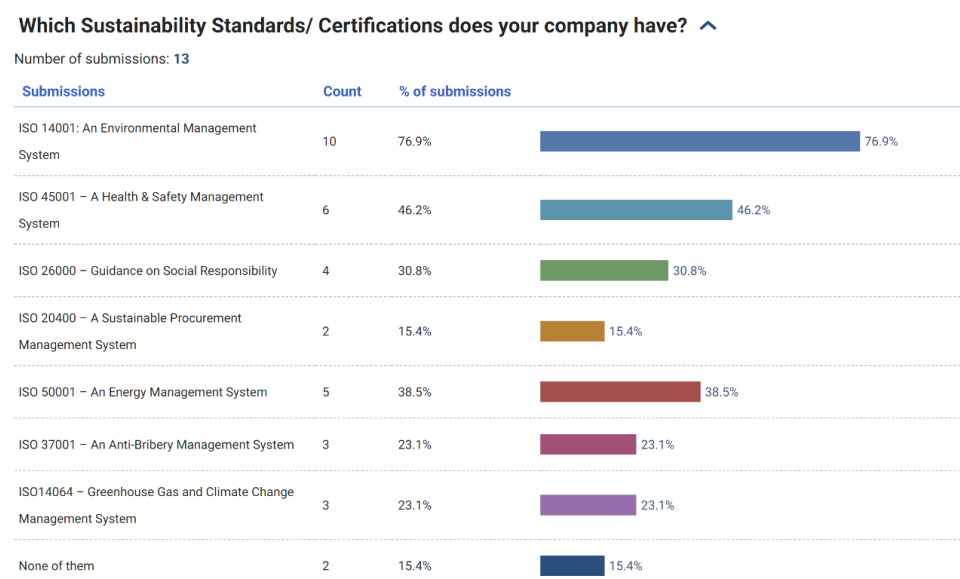 Which Sustainability Standards/ Certifications does your company have?
Number of submissions: 13
Submissions Count % of submissions
ISO 14001: An Environmental Management
System
10 76.9% 76.9%
ISO 45001 – A Health & Safety Management
System
6 46.2% 46.2%
ISO 26000 – Guidance on Social Responsibility 4 30.8% 30.8%
ISO 20400 – A Sustainable Procurement
Management System
2 15.4% 15.4%
ISO 50001 – An Energy Management System 5 38.5% 38.5%
ISO 37001 – An Anti-Bribery Management System 3 23.1% 23.1%
ISO14064 – Greenhouse Gas and Climate Change
Management System
3 23.1% 23.1%
None of them 2 15.4% 15.4%